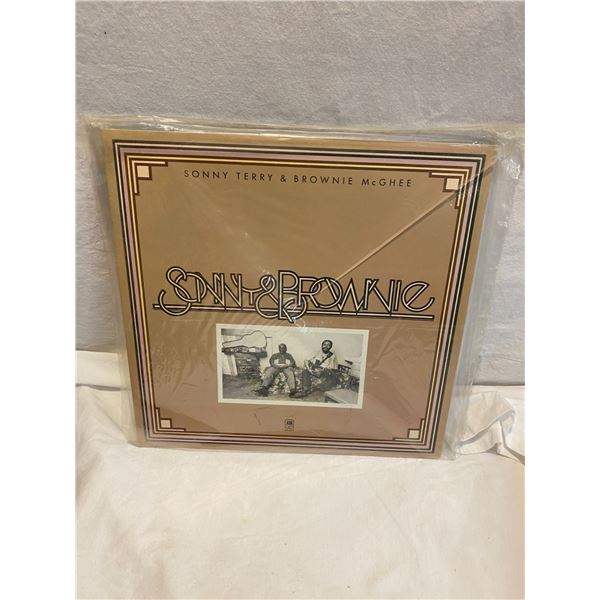 SONNY TERRY & BROWNIE McGHEE
SONNY & BROWNIE